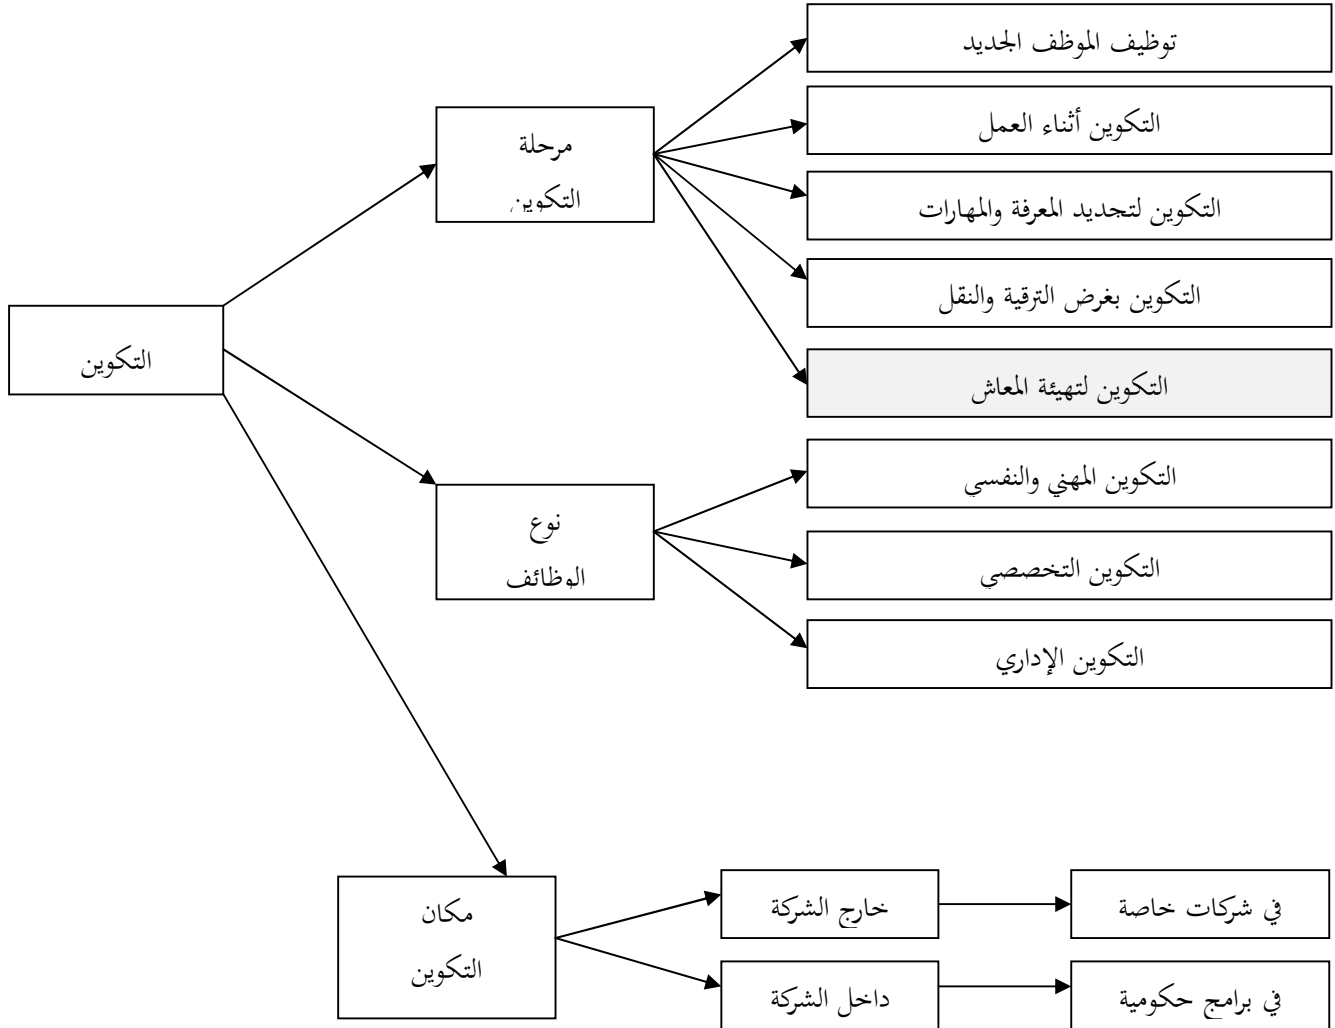 توظيف الموظف الجديد
التكوين أثناء العمل
التكوين لتجديد المعرفة والمهارات
التكوين بغرض الترقية والنقل
التكوين لتهيئة المعاش
مرحلة
التكوين
التكوين
التكوين المهني والنفسي
التكوين التخصصي
التكوين الإداري
نوع
الوظائف
مكان
التكوين
خارج الشركة
في شركات خاصة
داخل الشركة
في برامج حكومية